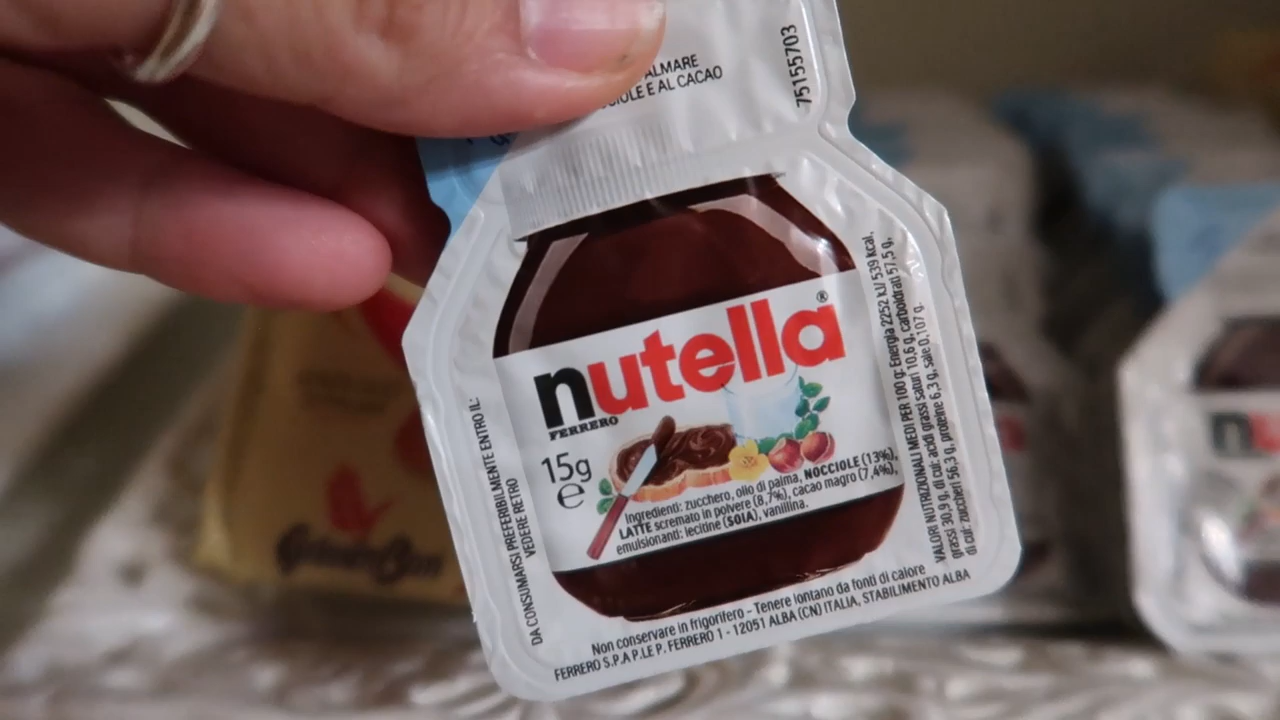 ALMARE
E AL CACAO
75155703
nutella®
FERRERO
15g
e
Ingredienti: zucchero, olio di palma, NOCCIOLE (13%),
LATTE scremato in polvere (8,7%), cacao magro (7,4%),
emulsionanti: lecitine (SOIA), vanillina.
DA CONSUMARSI PREFERIBILMENTE ENTRO IL:
VEDERE RETRO
VALORI NUTRIZIONALI MEDI PER 100 g: Energia 2252 kJ/539 kcal,
grassi 30,9 g, di cui: acidi grassi saturi 10,6 g, carboidrati 57,5 g,
di cui: zuccheri 56,3 g, proteine 6,3 g, sale 0,107 g.
Non conservare in frigorifero - Tenere lontano da fonti di calore
FERRERO S.P.A P.LE P. FERRERO 1 - 12051 ALBA (CN) ITALIA, STABILIMENTO ALBA